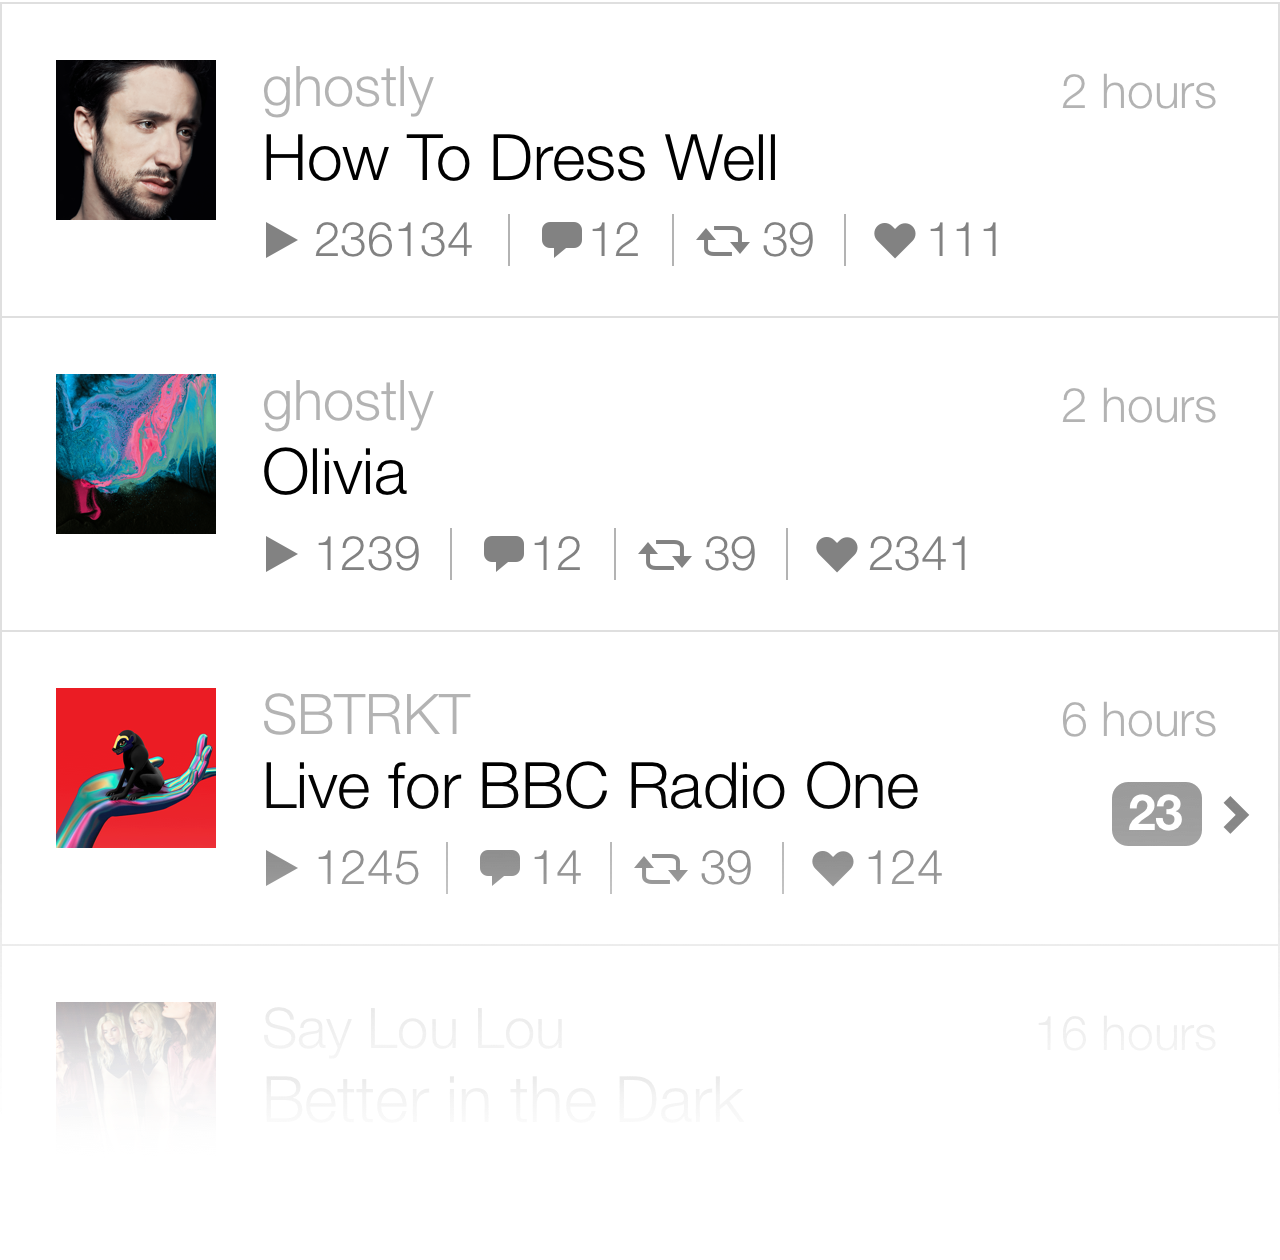 ghostly
2 hours
How To Dress Well
236134 12 39 111
ghostly
2 hours
Olivia
1239 12 39 2341
SBTRKT
6 hours
Live for BBC Radio One
23
1245 14 39 124
Say Lou Lou
16 hours
Better in the Dark